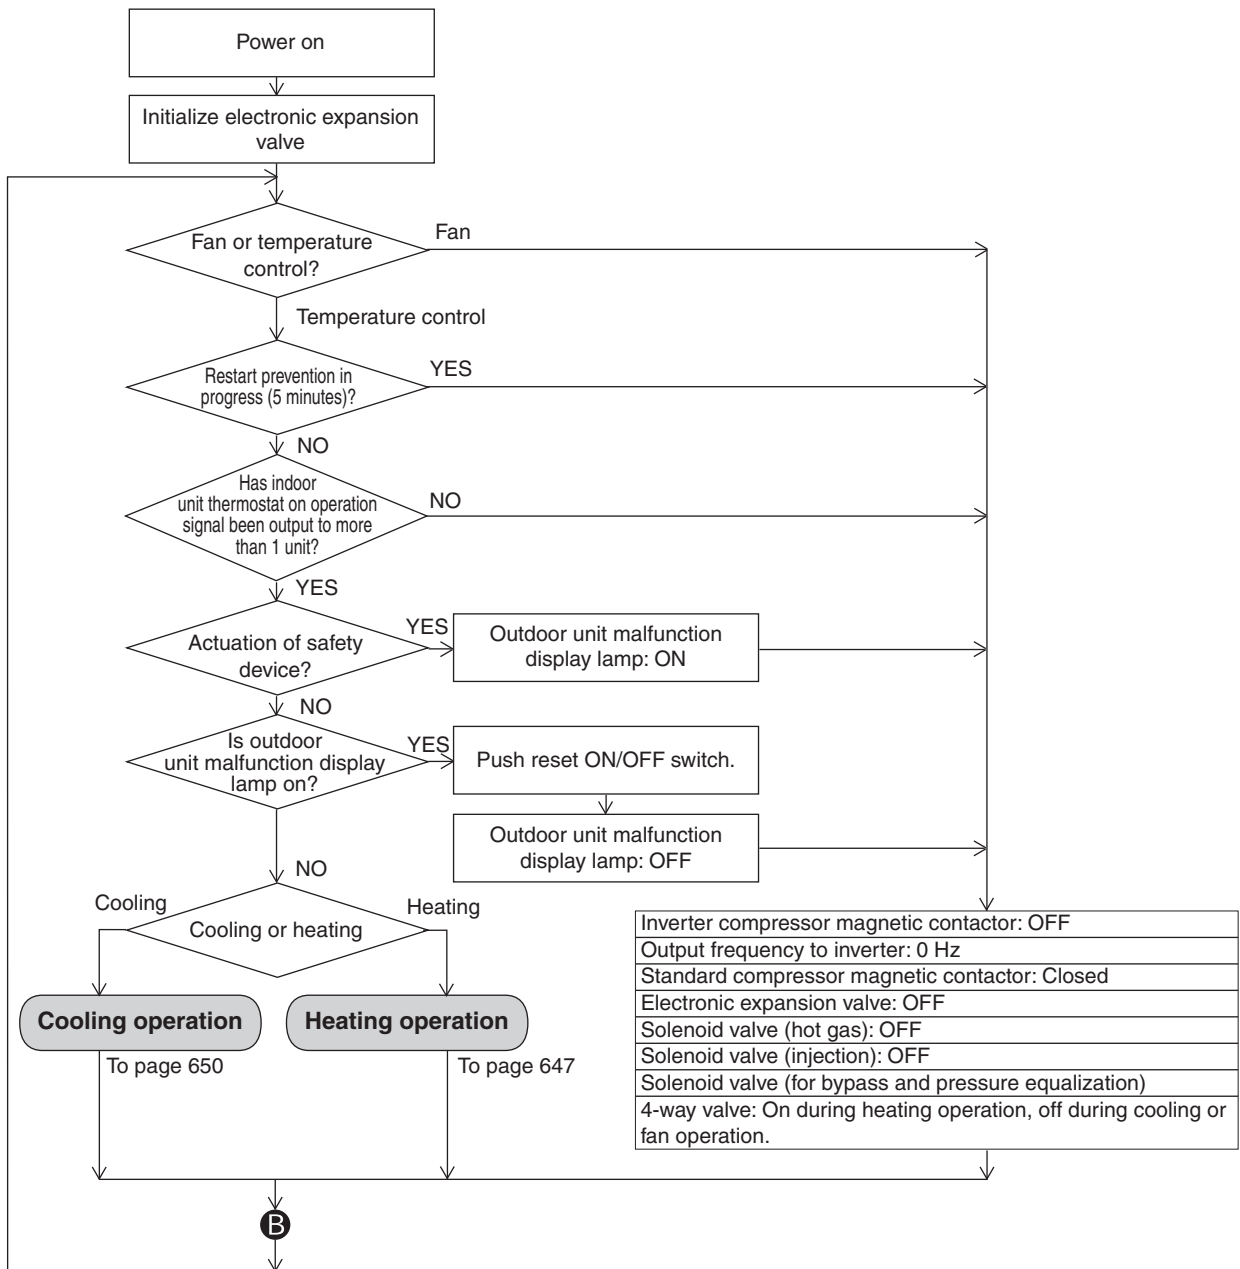 Power on
Initialize electronic expansion
valve
Fan or temperature
control?
Fan
Temperature control
Restart prevention in
progress (5 minutes)?
YES
NO
Has indoor
unit thermostat on operation
signal been output to more
than 1 unit?
NO
YES
Actuation of safety
device?
YES
Outdoor unit malfunction
display lamp: ON
NO
Is outdoor
unit malfunction display
lamp on?
YES
Push reset ON/OFF switch.
Outdoor unit malfunction
display lamp: OFF
NO
Cooling
Cooling or heating
Heating
Inverter compressor magnetic contactor: OFF
Output frequency to inverter: 0 Hz
Standard compressor magnetic contactor: Closed
Electronic expansion valve: OFF
Solenoid valve (hot gas): OFF
Solenoid valve (injection): OFF
Solenoid valve (for bypass and pressure equalization)
4-way valve: On during heating operation, off during cooling or
fan operation.
Cooling operation
Heating operation
To page 650
To page 647
B